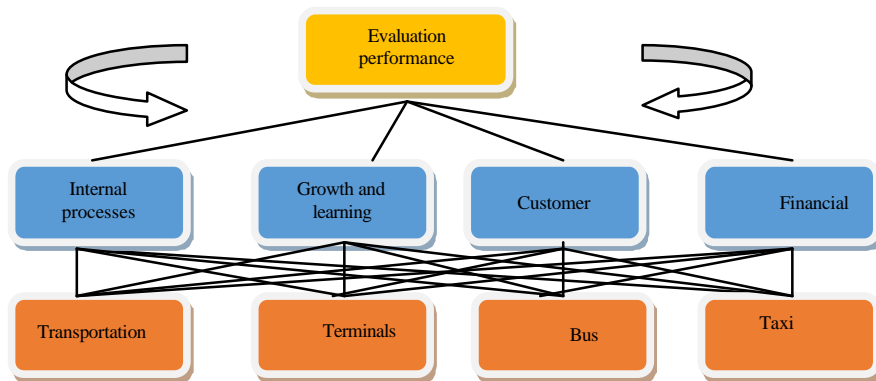 Evaluation
performance
Internal
processes
Growth and
learning
Customer
Financial
Transportation
Terminals
Bus
Taxi